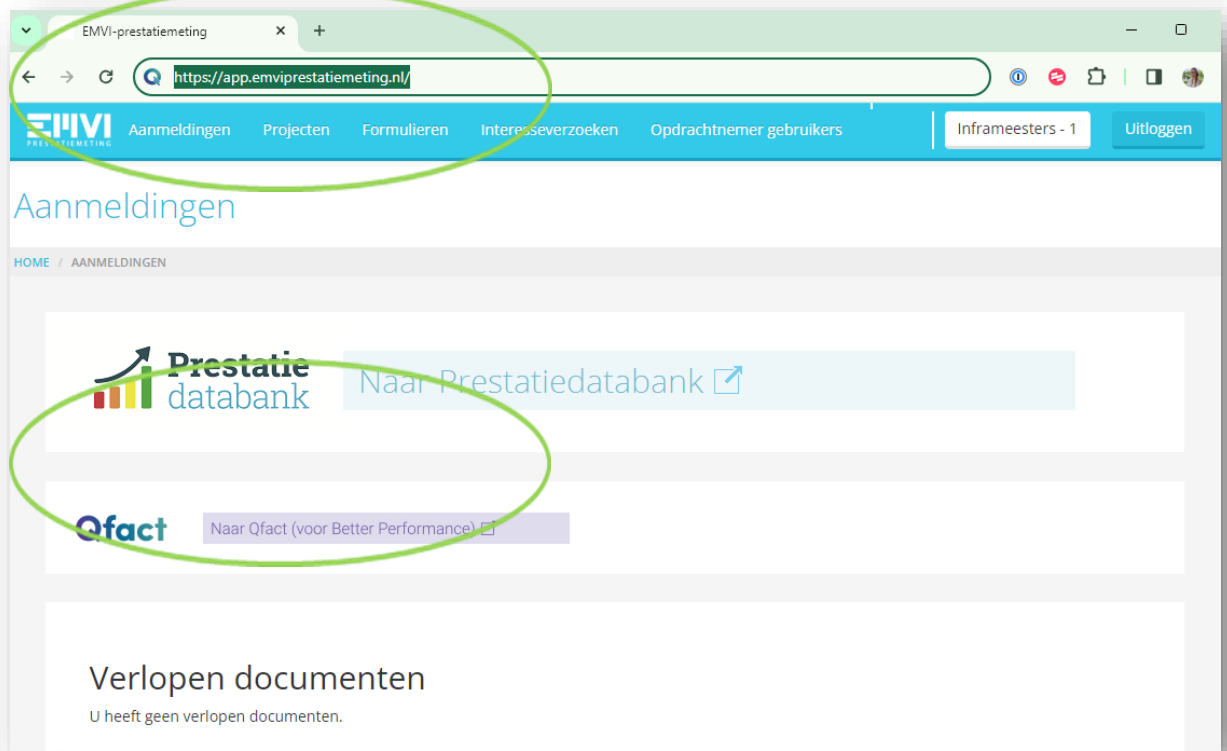 EMVI-prestatiemeting
https://app.emviprestatiemeting.nl/
EMVI Aanmeldingen Projecten Formulieren Interesseverzoeken Opdrachtnemer gebruikers Inframeesters - 1 Uitloggen
PRESTATIEMETING
Aanmeldingen
HOME / AANMELDINGEN
Prestatie
databank
Naar Prestatiedatabank
Qfact Naar Qfact (voor Better Performance)
Verlopen documenten
U heeft geen verlopen documenten.